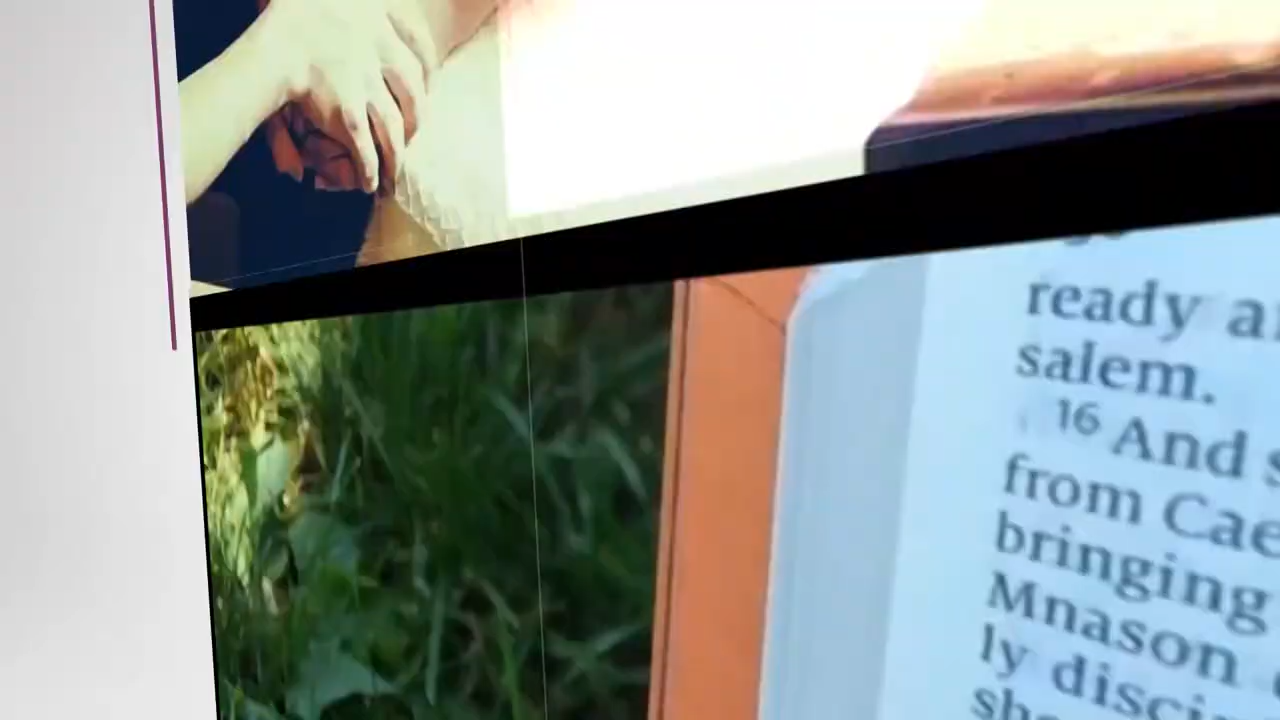 ready
salem.
16 And
from Cae
bringing
Mnason
ly disci